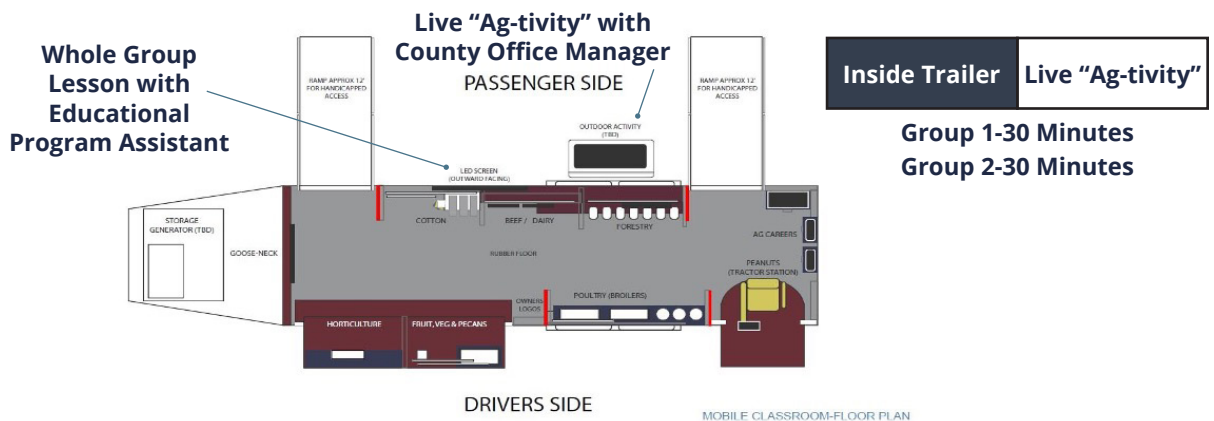 Live “Ag-tivity” with
County Office Manager
Whole Group
Lesson with
Educational
Program Assistant
PASSENGER SIDE
RAMP APPROX 12'
FOR HANDICAPPED
ACCESS
RAMP APPROX 12'
FOR HANDICAPPED
ACCESS
Inside Trailer
Live “Ag-tivity”
Group 1-30 Minutes
Group 2-30 Minutes
OUTDOOR ACTIVITY
(TBD)
LED SCREEN
(OUTWARD FACING)
STORAGE
GENERATOR (TBD)
GOOSE-NECK
COTTON
BEEF / DAIRY
FORESTRY
AG CAREERS
RUBBER FLOOR
PEANUTS
(TRACTOR STATION)
OWNERS
LOGOS
POULTRY (BROILERS)
HORTICULTURE
FRUIT, VEG & PECANS
DRIVERS SIDE
MOBILE CLASSROOM-FLOOR PLAN